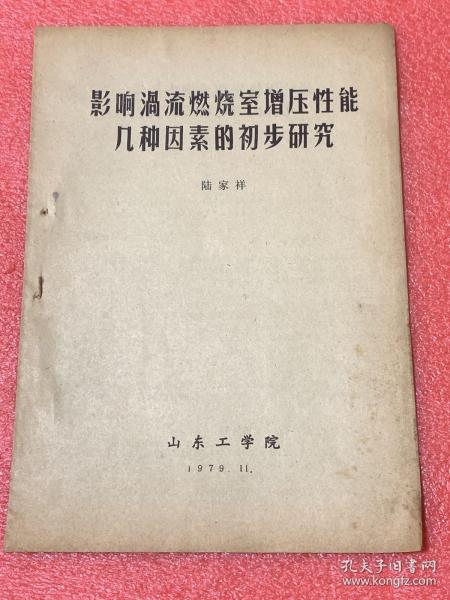 影响涡流燃烧室增压性能
几种因素的初步研究
陆家祥
山东工学院
1979.11.
孔夫子旧书网
www.kongfz.com